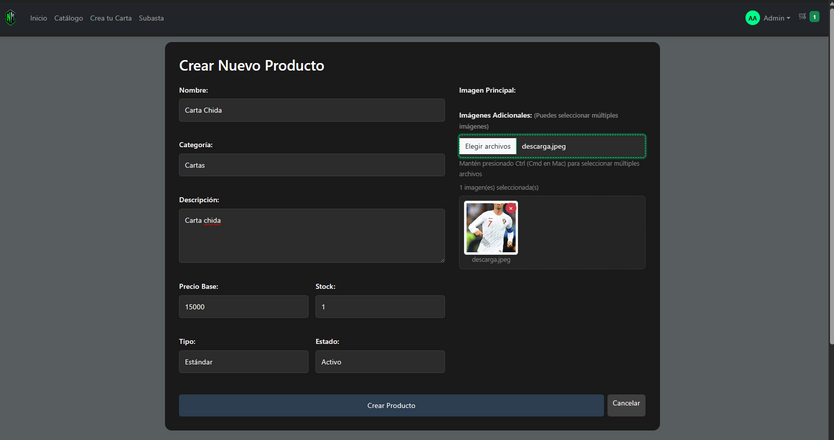 Inicio Catálogo Crea tu Carta Subasta
AA Admin 1
Crear Nuevo Producto
Nombre:
Carta Chida
Categoría:
Cartas
Descripción:
Carta chida
Precio Base: Stock:
15000 1
Tipo: Estado:
Estándar Activo
Imagen Principal:
Imágenes Adicionales: (Puedes seleccionar múltiples
imágenes)
Elegir archivos descarga.jpeg
Mantén presionado Ctrl (Cmd en Mac) para seleccionar múltiples
archivos
1 imagen(es) seleccionada(s)
7
descarga.jpeg
Crear Producto Cancelar